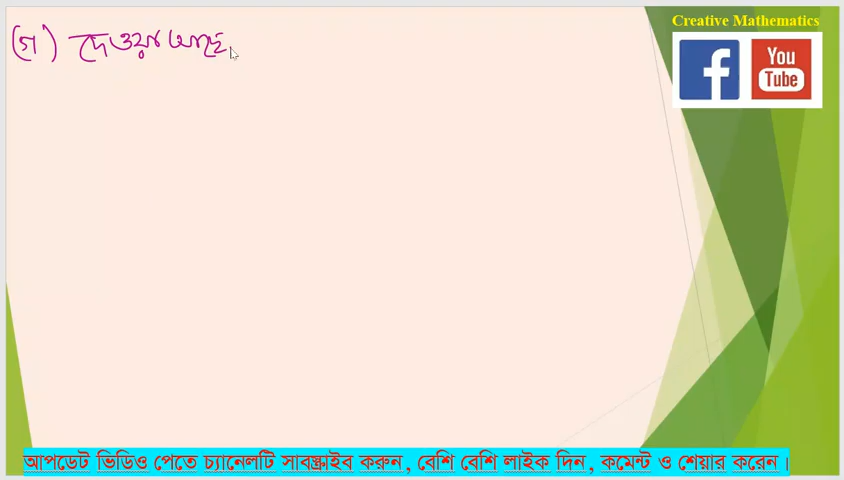 (গ) দেওয়া আছে,
Creative Mathematics
f
You
Tube
আপডেট ভিডিও পেতে চ্যানেলটি সাবস্ক্রাইব করুন, বেশি বেশি লাইক দিন, কমেন্ট ও শেয়ার করেন।